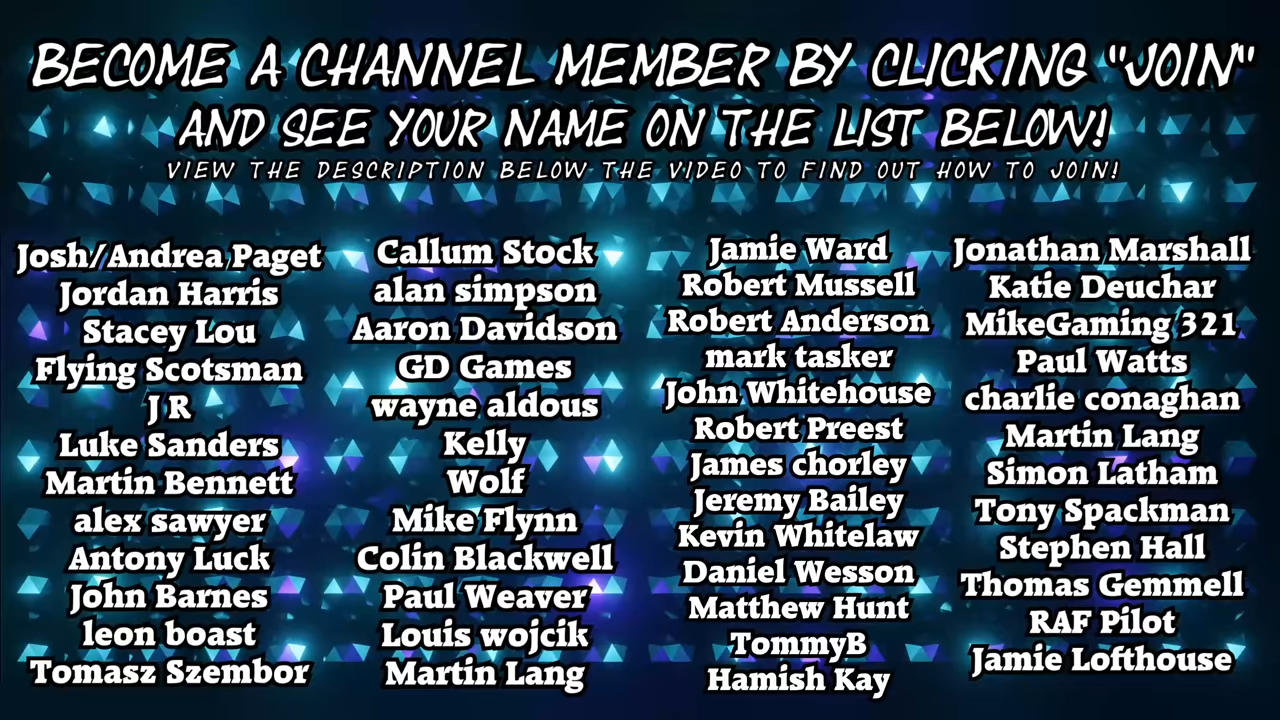 BECOME A CHANNEL MEMBER BY CLICKING "JOIN"
AND SEE YOUR NAME ON THE LIST BELOW!
VIEW THE DESCRIPTION BELOW THE VIDEO TO FIND OUT HOW TO JOIN!
Josh/Andrea Paget
Jordan Harris
Stacey Lou
Flying Scotsman
J R
Luke Sanders
Martin Bennett
alex sawyer
Antony Luck
John Barnes
leon boast
Tomasz Szembor
Callum Stock
alan simpson
Aaron Davidson
GD Games
wayne aldous
Kelly
Wolf
Mike Flynn
Colin Blackwell
Paul Weaver
Louis wojcik
Martin Lang
Jamie Ward
Robert Mussell
Robert Anderson
mark tasker
John Whitehouse
Robert Preest
James chorley
Jeremy Bailey
Kevin Whitelaw
Daniel Wesson
Matthew Hunt
TommyB
Hamish Kay
Jonathan Marshall
Katie Deuchar
MikeGaming 321
Paul Watts
charlie conaghan
Martin Lang
Simon Latham
Tony Spackman
Stephen Hall
Thomas Gemmell
RAF Pilot
Jamie Lofthouse